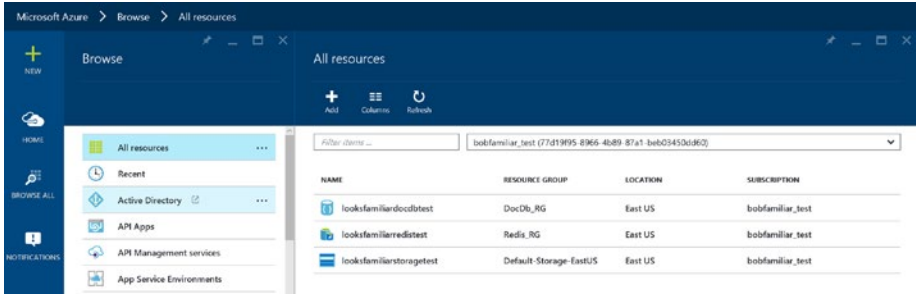 Microsoft Azure > Browse > All resources
NEW
HOME
BROWSE ALL
NOTIFICATIONS
Browse
All resources ...
Recent
Active Directory ...
API Apps
API Management services
App Service Environments
All resources
Add Columns Refresh
Filter items ... bobfamiliar_test (77d19f95-8966-4b89-87a1-beb03450dd60)
NAME RESOURCE GROUP LOCATION SUBSCRIPTION
looksfamiliardocdbtest DocDb_RG East US bobfamiliar_test
looksfamiliarredistest Redis_RG East US bobfamiliar_test
looksfamiliarstoragetest Default-Storage-EastUS East US bobfamiliar_test